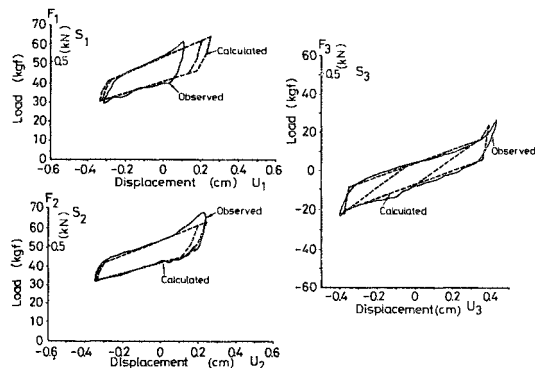 F1
S1
(kN)
0.5
Load (kgf)
70
60
50
40
30
20
10
0
Calculated
Observed
-0.6 -0.4 -0.2 0 0.2 0.4 0.6
Displacement (cm) U1
F2
S2
(kN)
0.5
Load (kgf)
70
60
50
40
30
20
10
0
Observed
Calculated
-0.6 -0.4 -0.2 0 0.2 0.4 0.6
Displacement (cm) U2
F3
S3
(kN)
0.5
Load (kgf)
60
40
20
0
-20
-40
-60
Observed
Calculated
-0.4 -0.2 0 0.2 0.4
Displacement (cm) U3